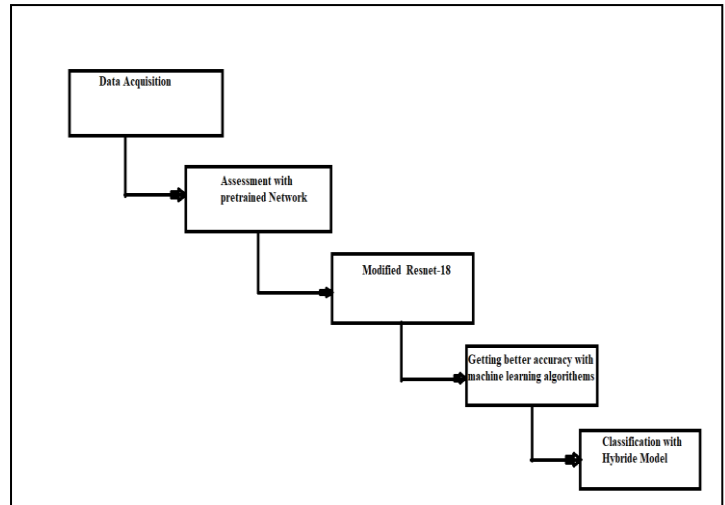 Data Acquisition
Assessment with
pretrained Network
Modified Resnet-18
Getting better accuracy with
machine learning algorithems
Classification with
Hybride Model